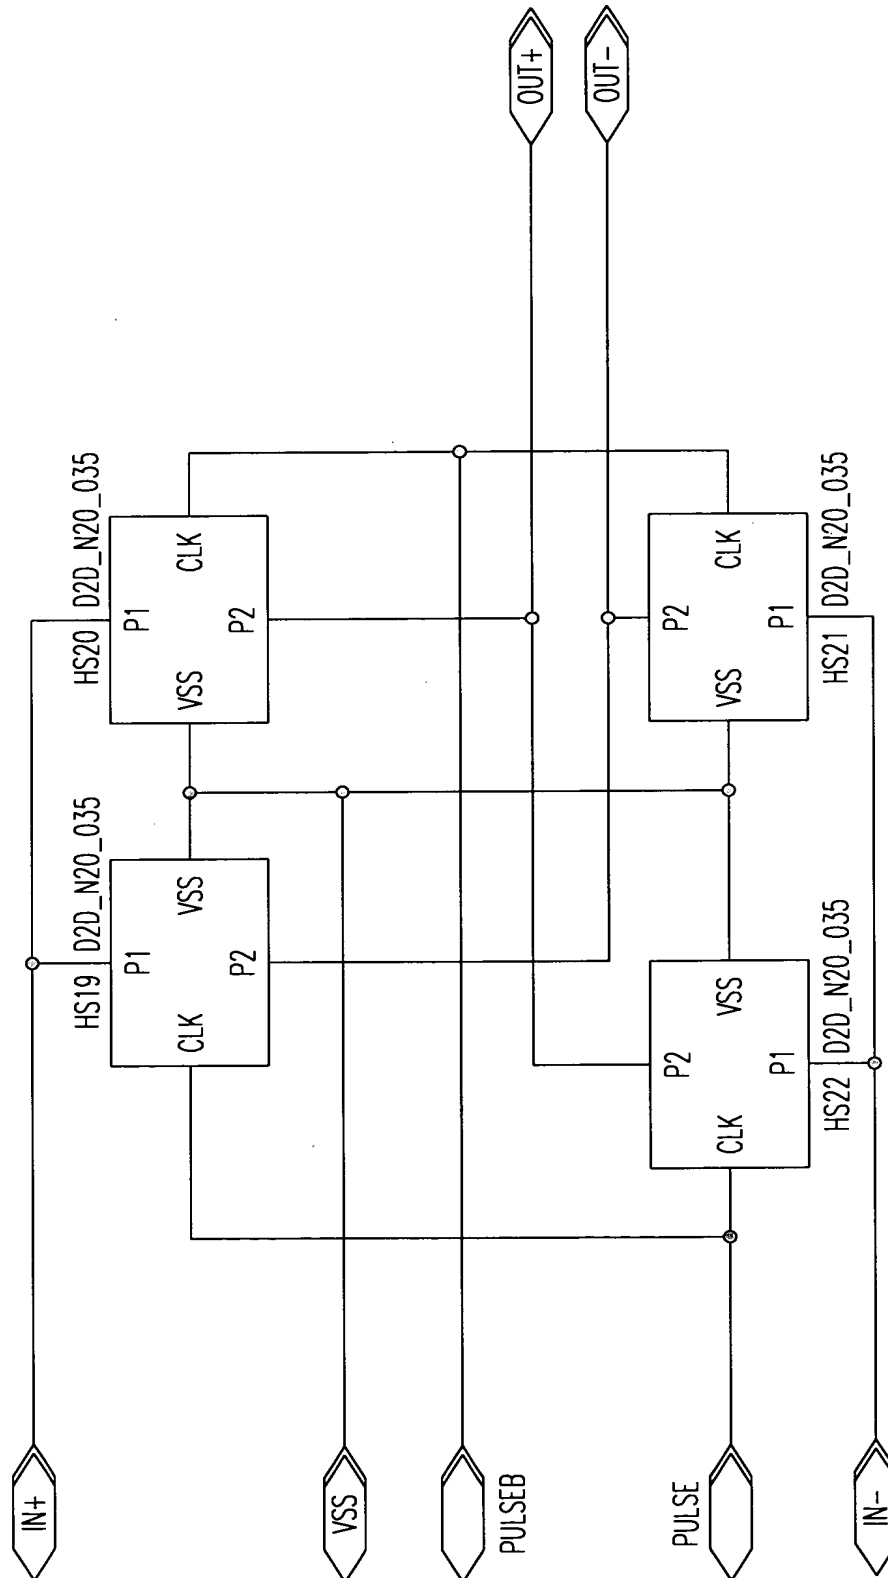 IN+
VSS
PULSEB
PULSE
IN-
HS19 D2D_N20_035
P1
CLK
VSS
P2
HS20 D2D_N20_035
P1
VSS
CLK
P2
P2
CLK
VSS
P1
HS22 D2D_N20_035
P2
VSS
CLK
P1
HS21 D2D_N20_035
OUT+
OUT-